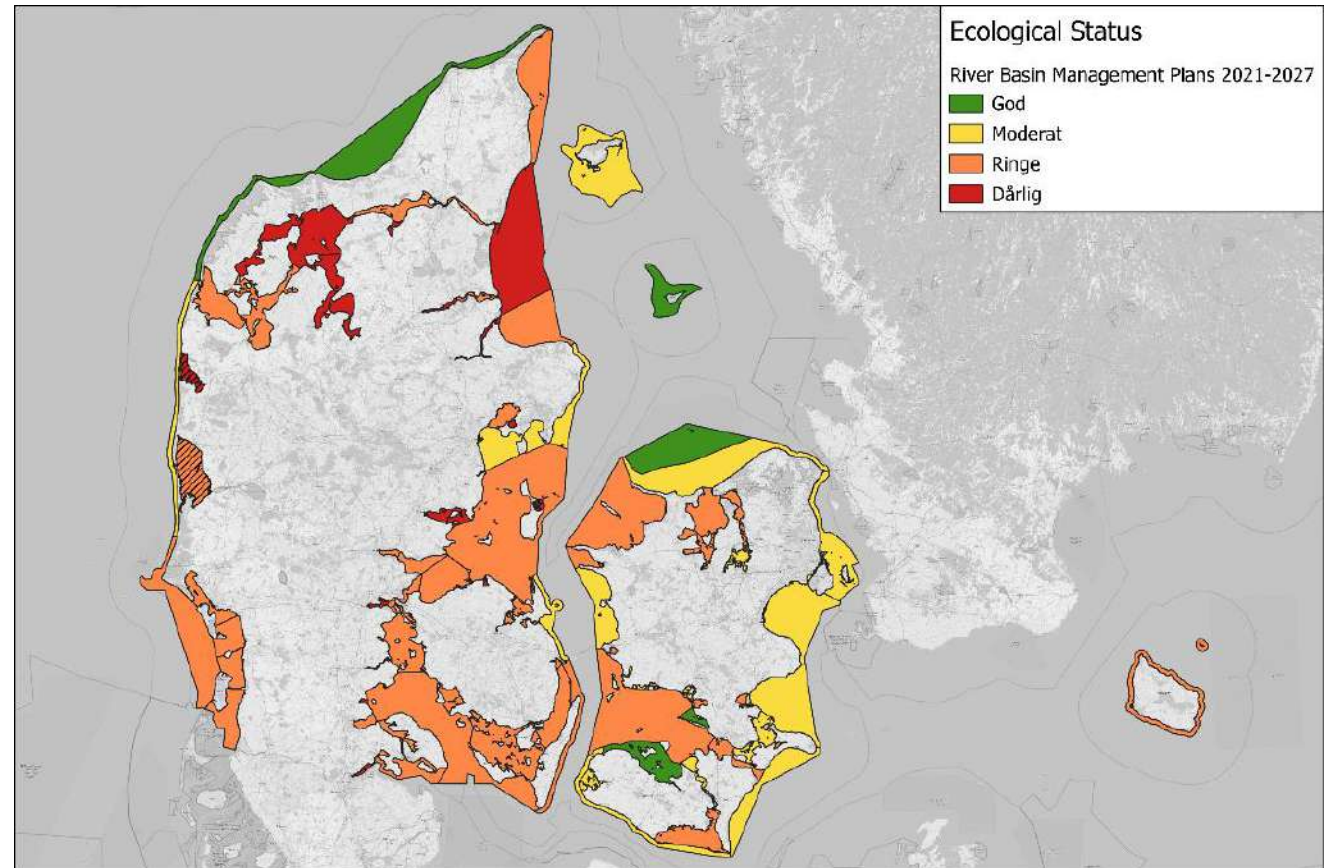 Ecological Status
River Basin Management Plans 2021-2027
God
Moderat
Ringe
Dårlig